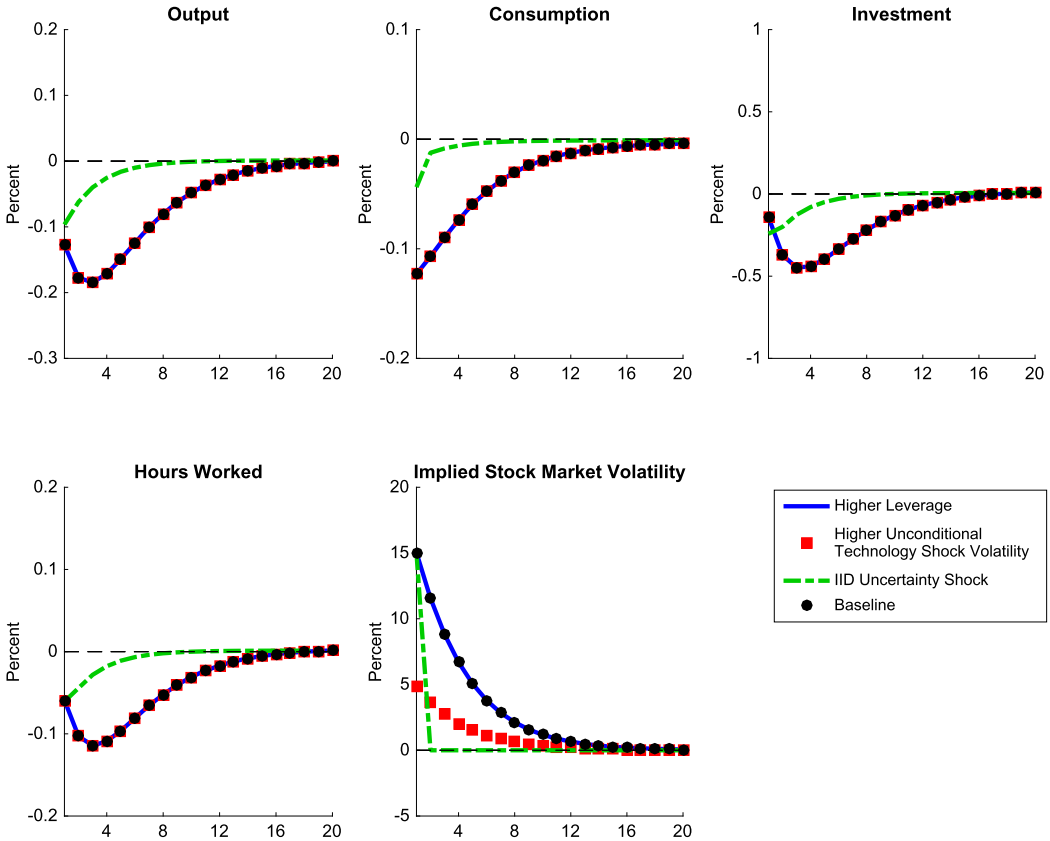 Output
Percent
0.2
0.1
0
-0.1
-0.2
-0.3
4 8 12 16 20
Consumption
0.1
0
-0.1
-0.2
4 8 12 16 20
Investment
1
0.5
0
-0.5
-1
4 8 12 16 20
Hours Worked
Percent
0.2
0.1
0
-0.1
-0.2
4 8 12 16 20
Implied Stock Market Volatility
Percent
20
15
10
5
0
-5
4 8 12 16 20
Higher Leverage
Higher Unconditional
Technology Shock Volatility
IID Uncertainty Shock
Baseline